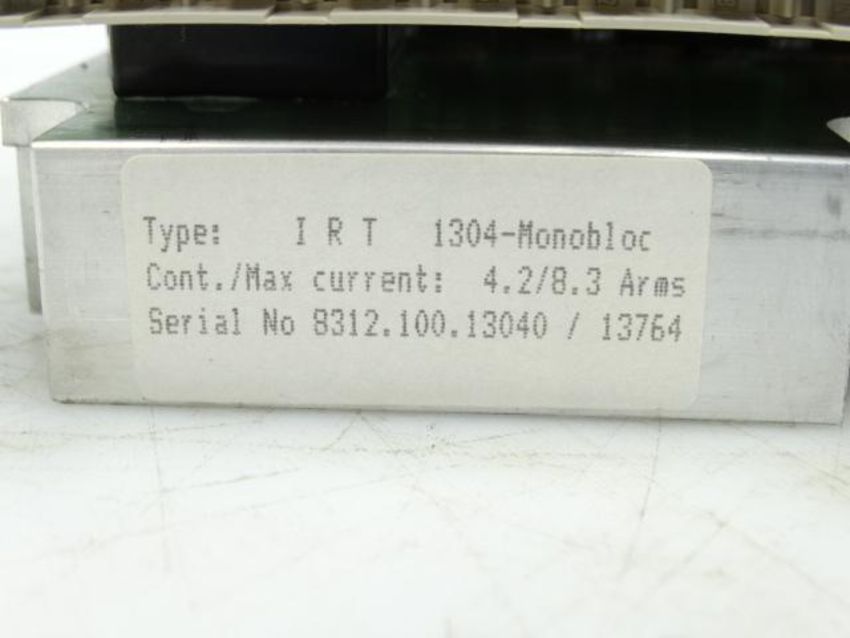 Type: I R T 1304-Monobloc
Cont./Max current: 4.2/8.3 Arms
Serial No 8312.100.13040 / 13764